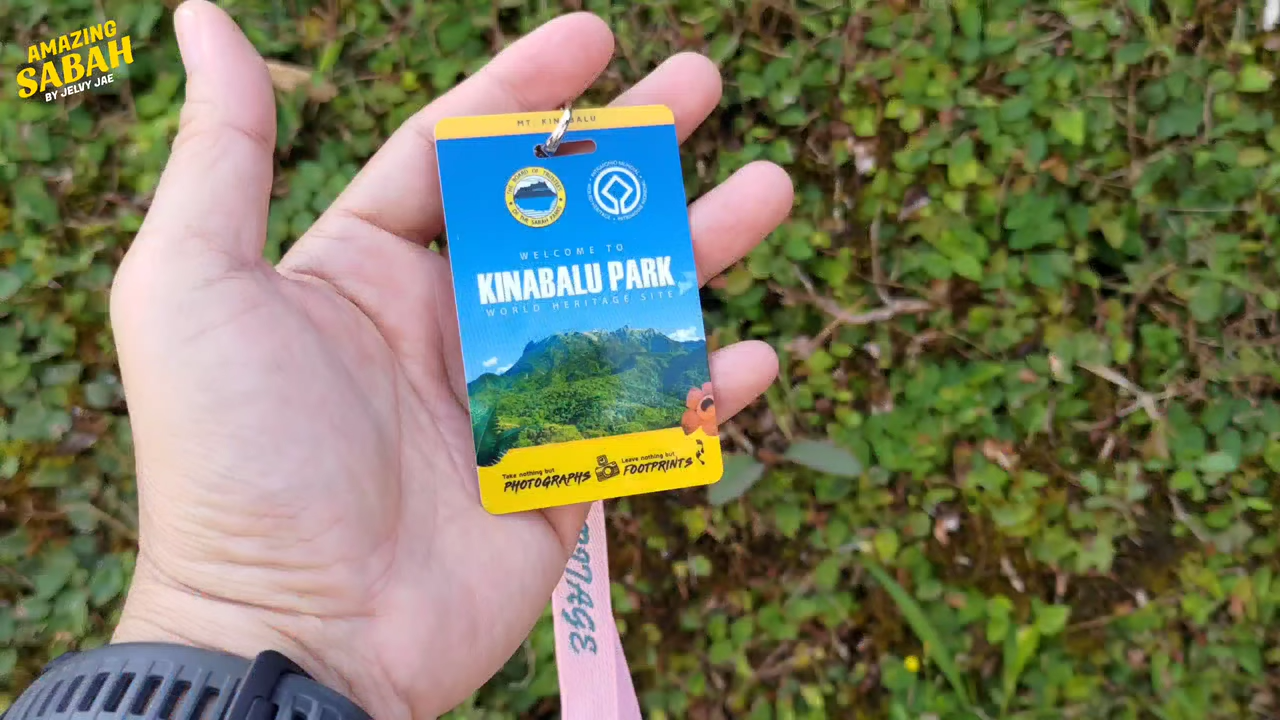 AMAZING
SABAH
BY JELVY JAE
MT. KINABALU
WELCOME TO
KINABALU PARK
WORLD HERITAGE SITE
Take nothing but
PHOTOGRAPHS
Leave nothing but
FOOTPRINTS